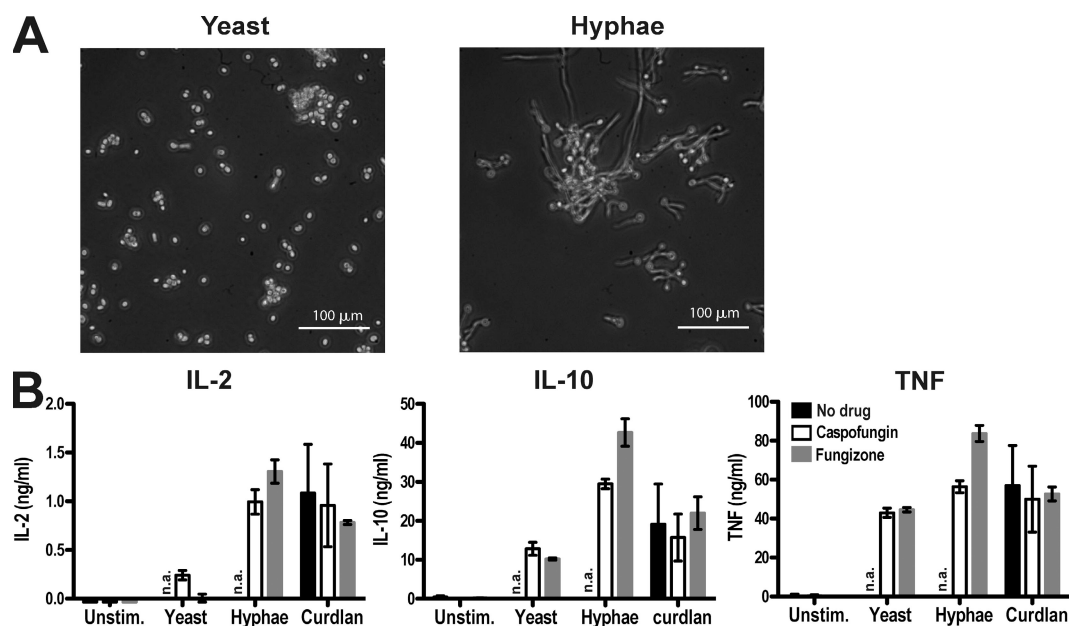 A
Yeast
Hyphae
100 μm
100 μm
B
IL-2
IL-10
TNF
IL-2 (ng/ml)
2.0
1.5
1.0
0.5
0.0
n.a.
n.a.
Unstim. Yeast Hyphae Curdlan
IL-10 (ng/ml)
50
40
30
20
10
0
n.a.
n.a.
Unstim. Yeast Hyphae curdlan
TNF (ng/ml)
100
80
60
40
20
0
No drug
Caspofungin
Fungizone
n.a.
n.a.
Unstim. Yeast Hyphae Curdlan